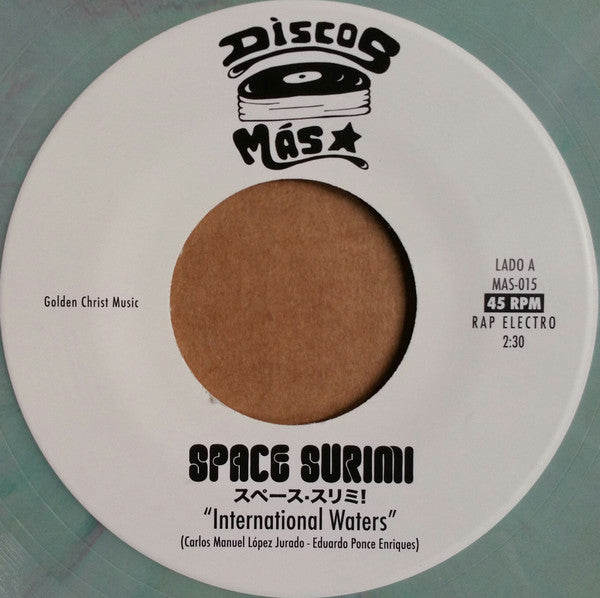 Discos
Más
LADO A
MAS-015
45 RPM
RAP ELECTRO
2:30
Golden Christ Music
SPACE SURIMI
スペース・スリミ!
“International Waters”
(Carlos Manuel López Jurado - Eduardo Ponce Enriques)